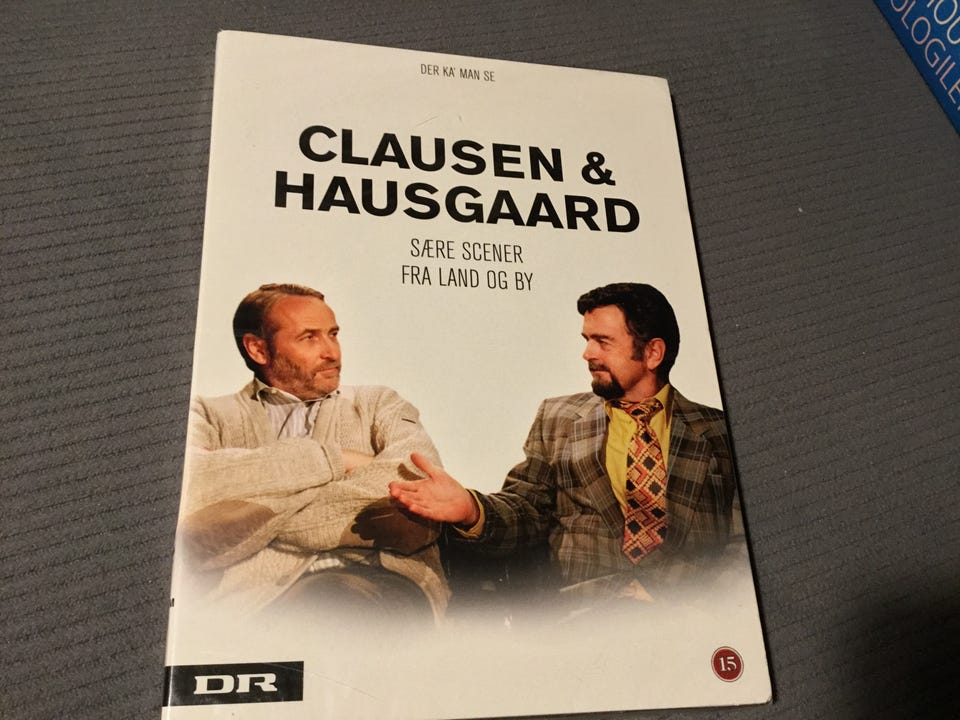 DER KA' MAN SE
CLAUSEN &
HAUSGAARD
SÆRE SCENER
FRA LAND OG BY
DR
15